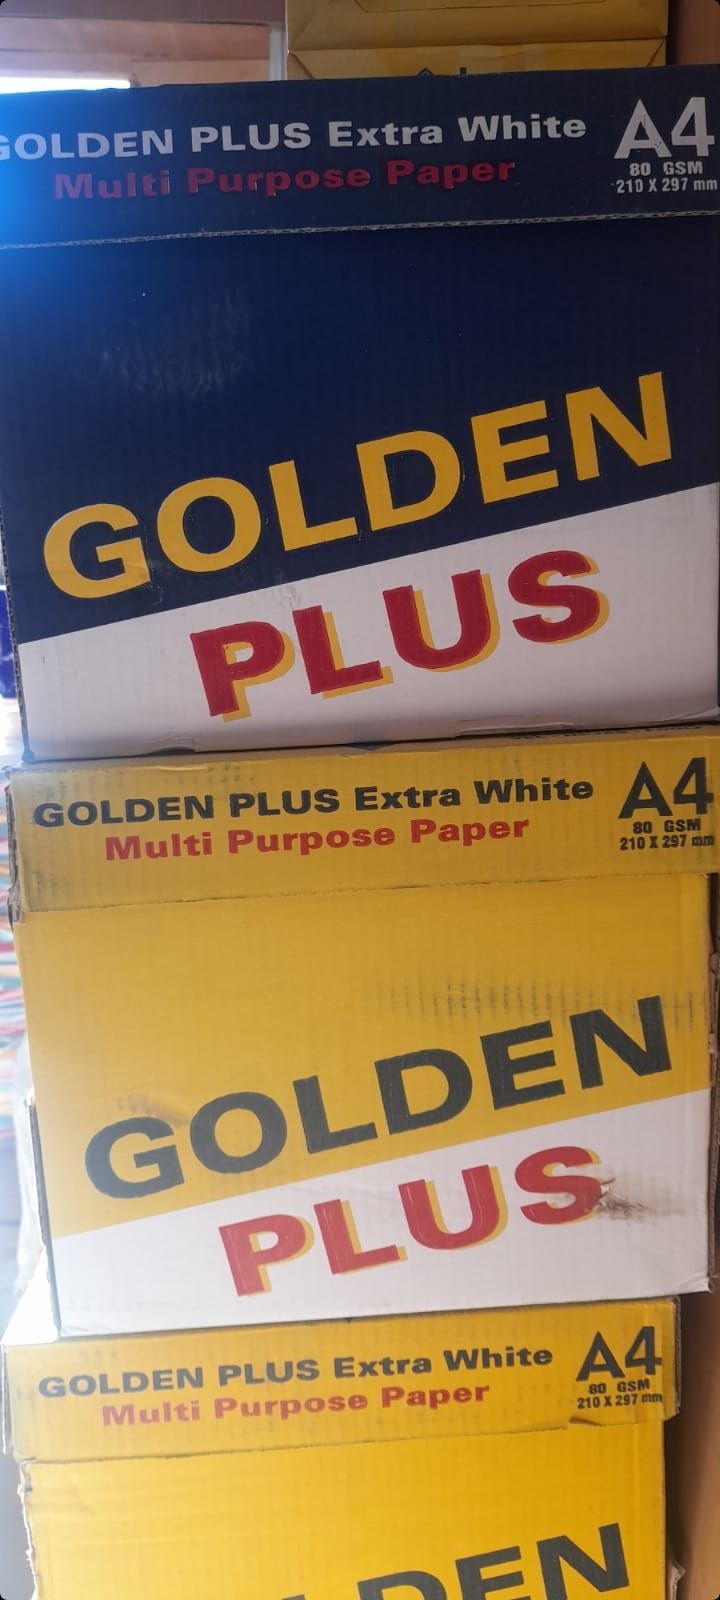 GOLDEN PLUS Extra White
Multi Purpose Paper
A4
80 GSM
210 X 297 mm
GOLDEN
PLUS
GOLDEN PLUS Extra White
Multi Purpose Paper
A4
80 GSM
210 X 297 mm
GOLDEN
PLUS
GOLDEN PLUS Extra White
Multi Purpose Paper
A4
80 GSM
210 X 297 mm
GOLDEN